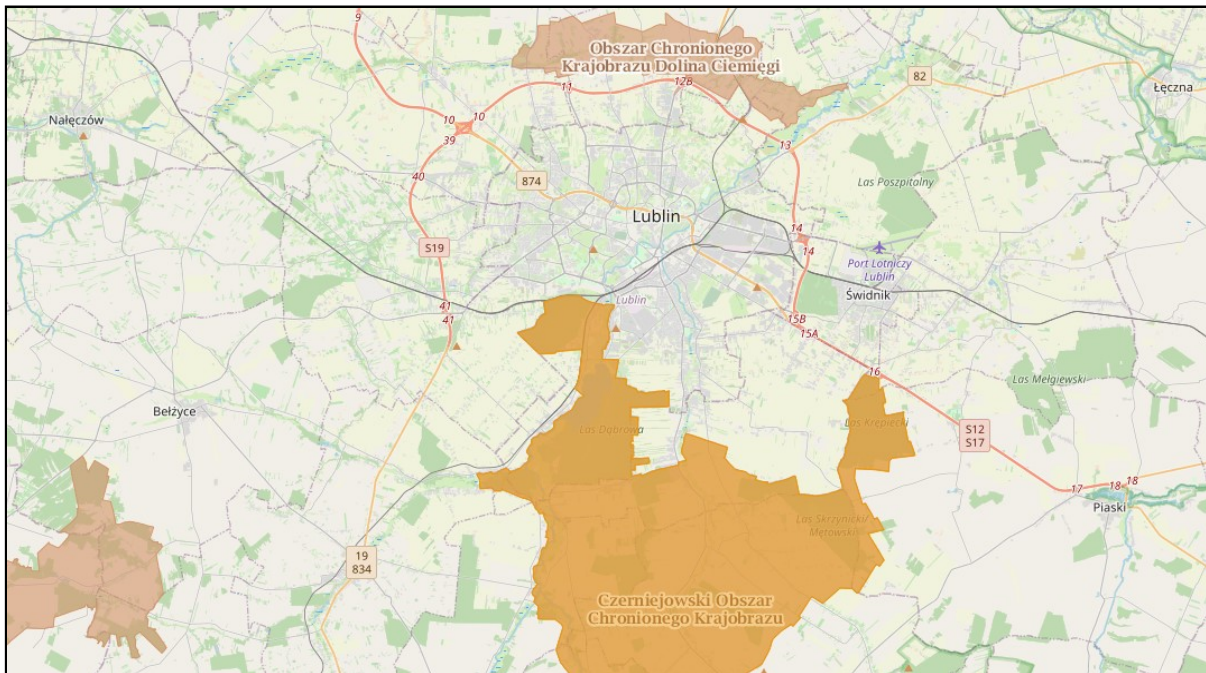 9
Obszar Chronionego
Krajobrazu Dolina Ciemięgi
82
Łęczna
11
12B
10
10
39
Nałęczów
13
40
874
Las Poszpitalny
Lublin
S19
14
14
Port Lotniczy
Lublin
Świdnik
Lublin
41
41
15B
15A
16
Las Mełgiewski
Bełżyce
Las Dąbrowa
Las Krępiecki
S12
S17
17
18
18
Piaski
Las Skrzynicki
Mętowski
19
834
Czerniejowski Obszar
Chronionego Krajobrazu